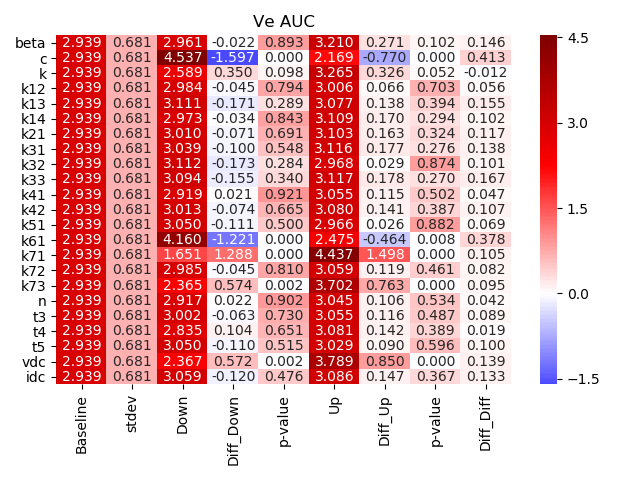 Ve AUC
beta 2.939 0.681 2.961 -0.022 0.893 3.210 0.271 0.102 0.146
c 2.939 0.681 4.537 -1.597 0.000 2.169 -0.770 0.000 0.413
k 2.939 0.681 2.589 0.350 0.098 3.265 0.326 0.052 -0.012
k12 2.939 0.681 2.984 -0.045 0.794 3.006 0.066 0.703 0.056
k13 2.939 0.681 3.111 -0.171 0.289 3.077 0.138 0.394 0.155
k14 2.939 0.681 2.973 -0.034 0.843 3.109 0.170 0.294 0.102
k21 2.939 0.681 3.010 -0.071 0.691 3.103 0.163 0.324 0.117
k31 2.939 0.681 3.039 -0.100 0.548 3.116 0.177 0.276 0.138
k32 2.939 0.681 3.112 -0.173 0.284 2.968 0.029 0.874 0.101
k33 2.939 0.681 3.094 -0.155 0.340 3.117 0.178 0.270 0.167
k41 2.939 0.681 2.919 0.021 0.921 3.055 0.115 0.502 0.047
k42 2.939 0.681 3.013 -0.074 0.665 3.080 0.141 0.387 0.107
k51 2.939 0.681 3.050 -0.111 0.500 2.966 0.026 0.882 0.069
k61 2.939 0.681 4.160 -1.221 0.000 2.475 -0.464 0.008 0.378
k71 2.939 0.681 1.651 1.288 0.000 4.437 1.498 0.000 0.105
k72 2.939 0.681 2.985 -0.045 0.810 3.059 0.119 0.461 0.082
k73 2.939 0.681 2.365 0.574 0.002 3.702 0.763 0.000 0.095
n 2.939 0.681 2.917 0.022 0.902 3.045 0.106 0.534 0.042
t3 2.939 0.681 3.002 -0.063 0.730 3.055 0.116 0.487 0.089
t4 2.939 0.681 2.835 0.104 0.651 3.081 0.142 0.389 0.019
t5 2.939 0.681 3.050 -0.110 0.515 3.029 0.090 0.596 0.100
vdc 2.939 0.681 2.367 0.572 0.002 3.789 0.850 0.000 0.139
idc 2.939 0.681 3.059 -0.120 0.476 3.086 0.147 0.367 0.133
Baseline stdev Down Diff_Down p-value Up Diff_Up p-value Diff_Diff
4.5
3.0
1.5
0.0
−1.5